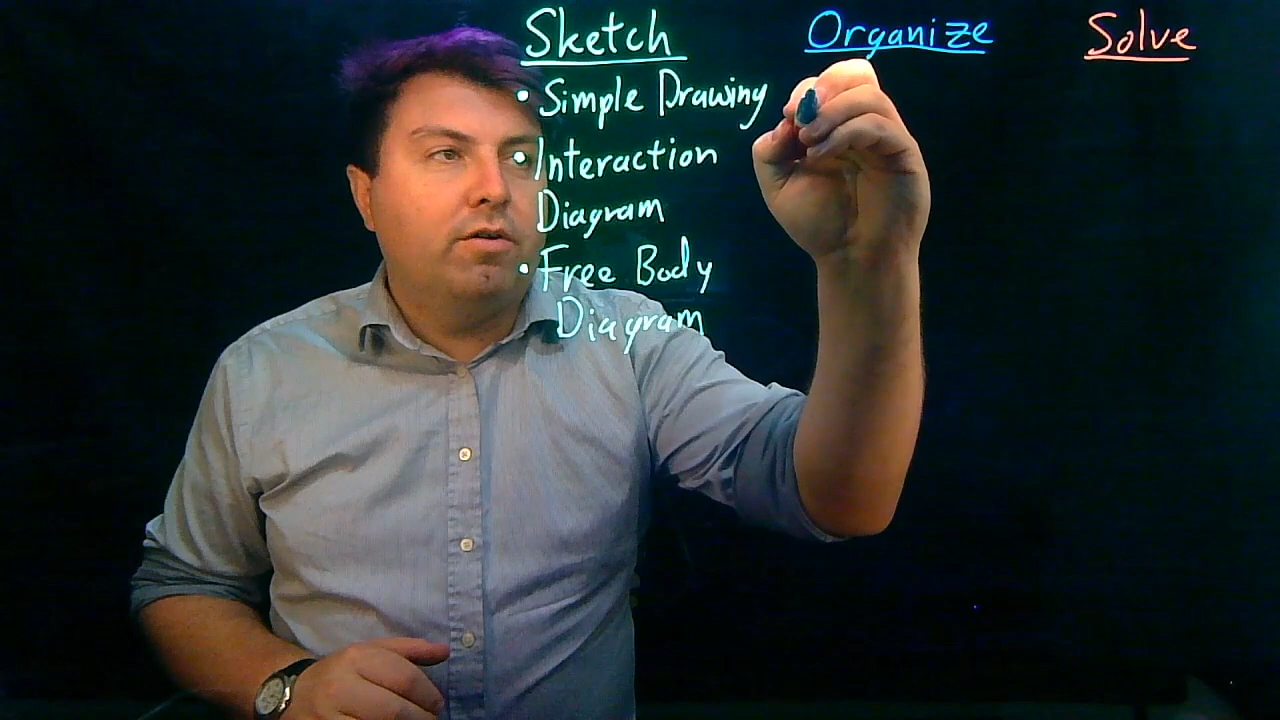 Sketch
• Simple Drawing
• Interaction
Diagram
• Free Body
Diagram
Organize
Solve